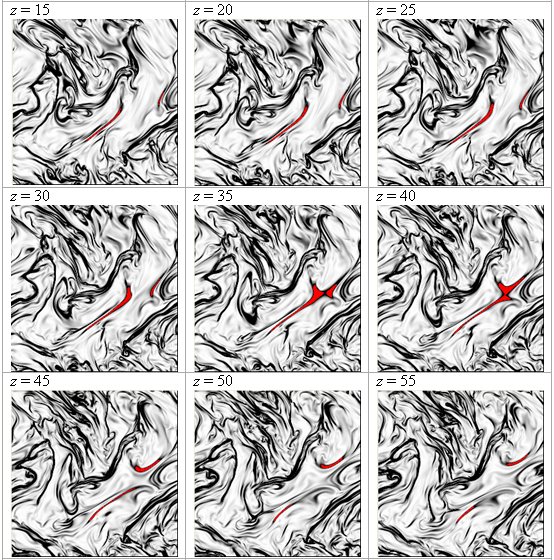 z = 15
z = 20
z = 25
z = 30
z = 35
z = 40
z = 45
z = 50
z = 55